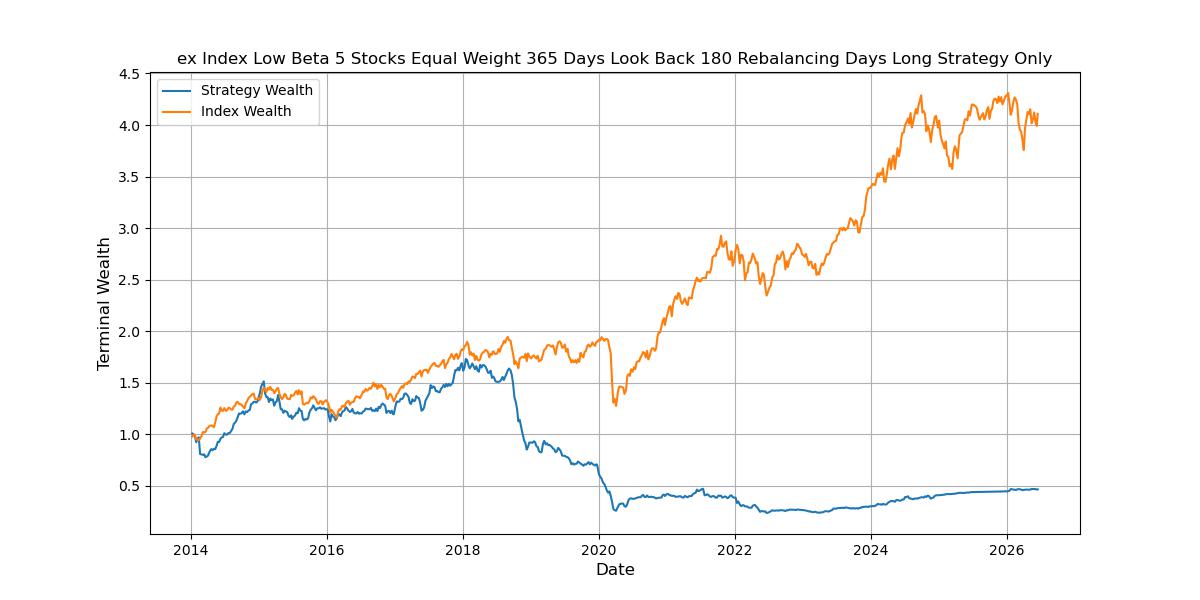 ex Index Low Beta 5 Stocks Equal Weight 365 Days Look Back 180 Rebalancing Days Long Strategy Only
Strategy Wealth
Index Wealth
Terminal Wealth
4.5
4.0
3.5
3.0
2.5
2.0
1.5
1.0
0.5
2014 2016 2018 2020 2022 2024 2026
Date